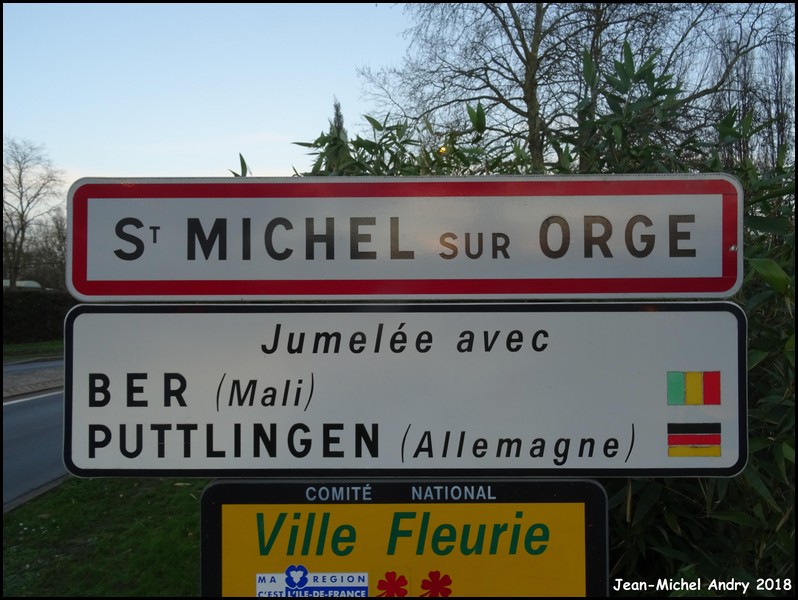 ST MICHEL SUR ORGE
Jumelée avec
BER (Mali)
PUTTLINGEN (Allemagne)
COMITÉ NATIONAL
Ville Fleurie
MA RÉGION
C'EST L'ILE-DE-FRANCE
Jean-Michel Andry 2018